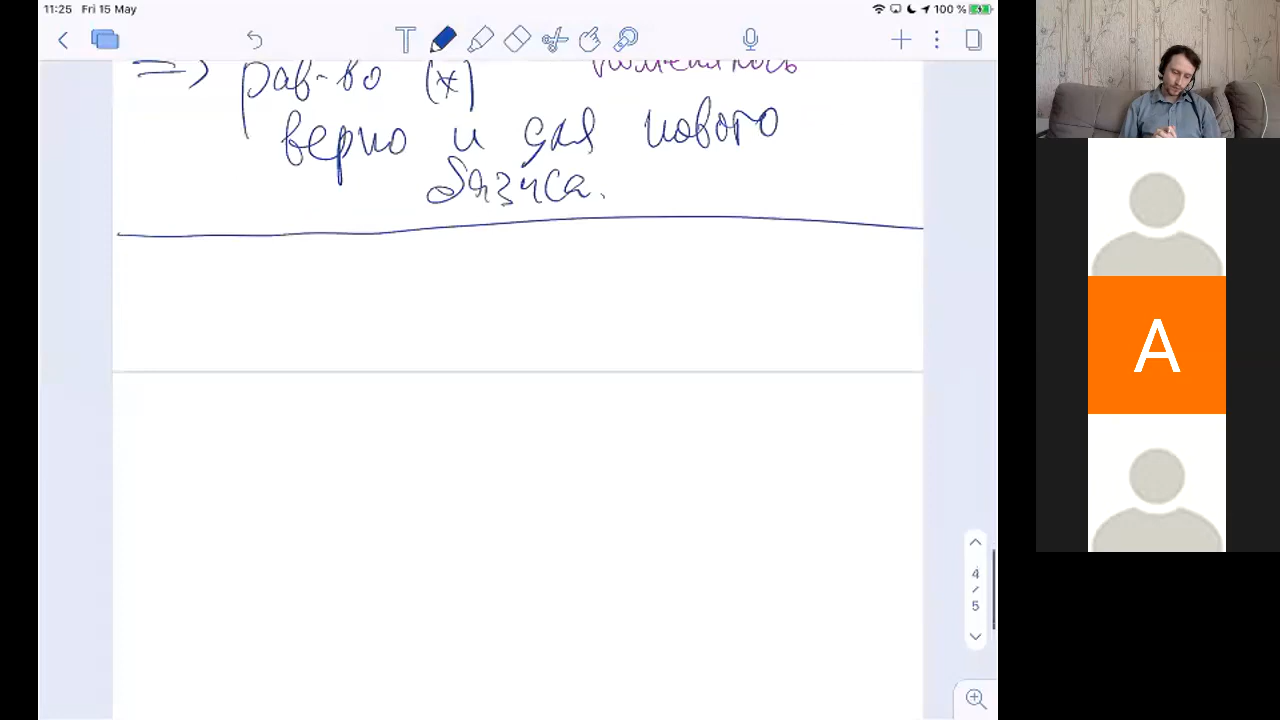 11:25 Fri 15 May 100 %
T
=> рав-во (*)
верно и для нового
базиса.
A
4
/
5